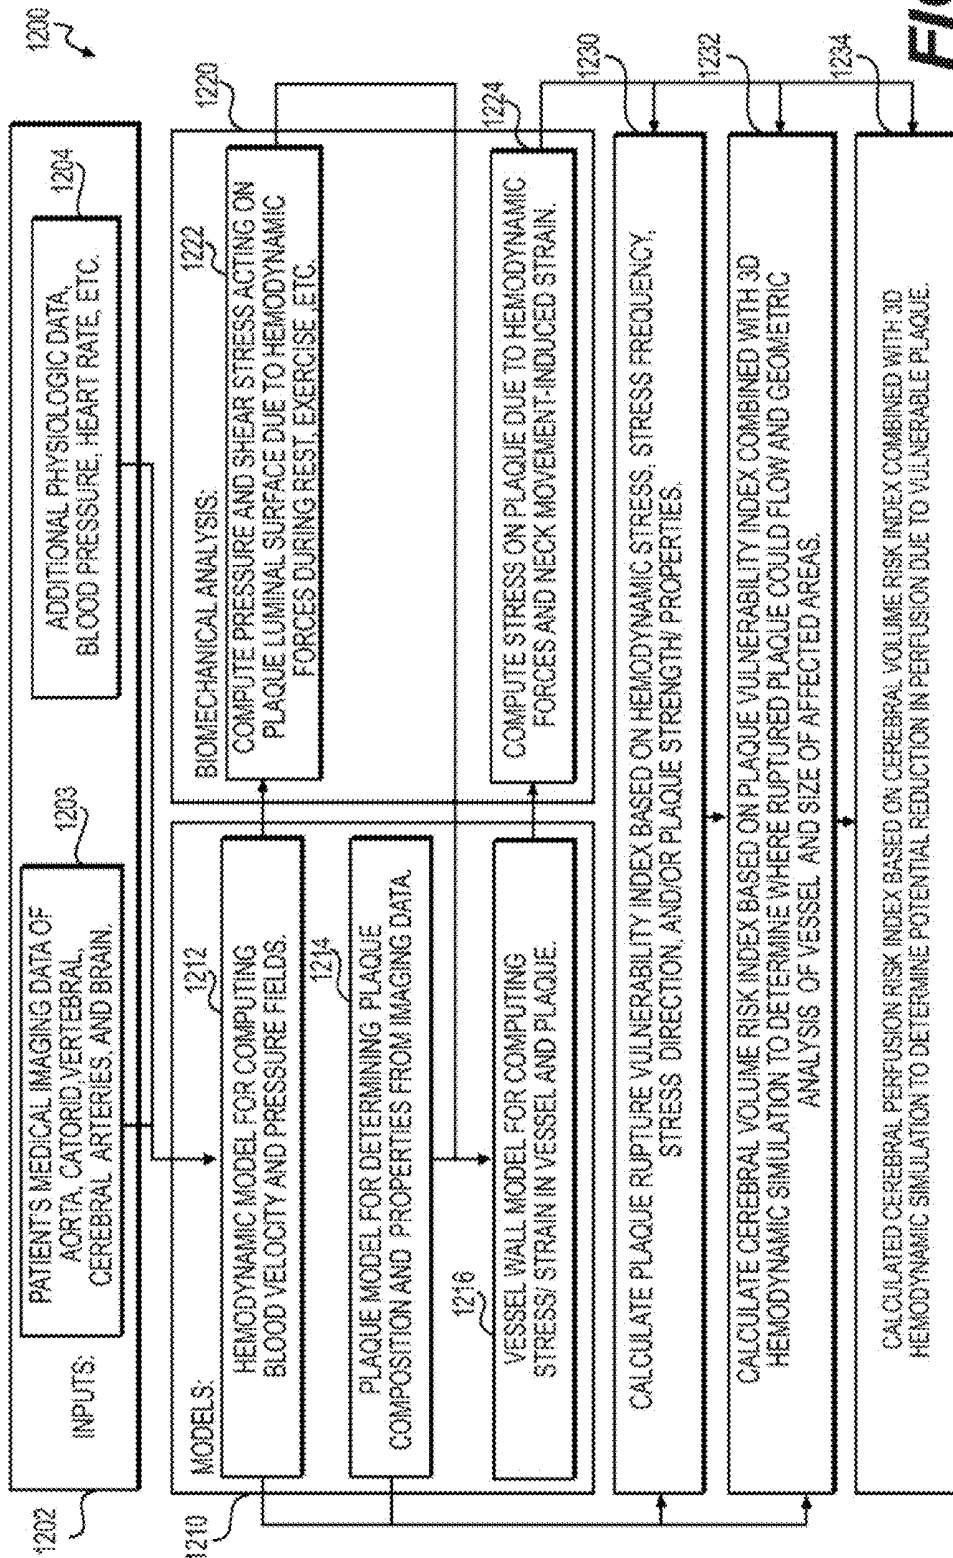 1200
1202
INPUTS:
1203
PATIENT'S MEDICAL IMAGING DATA OF
AORTA, CATORID, VERTEBRAL,
CEREBRAL ARTERIES, AND BRAIN.
1204
ADDITIONAL PHYSIOLOGIC DATA,
BLOOD PRESSURE, HEART RATE, ETC.
1210
MODELS:
1212
HEMODYNAMIC MODEL FOR COMPUTING
BLOOD VELOCITY AND PRESSURE FIELDS.
1214
PLAQUE MODEL FOR DETERMINING PLAQUE
COMPOSITION AND PROPERTIES FROM IMAGING DATA.
1216
VESSEL WALL MODEL FOR COMPUTING
STRESS/ STRAIN IN VESSEL AND PLAQUE.
1220
BIOMECHANICAL ANALYSIS:
1222
COMPUTE PRESSURE AND SHEAR STRESS ACTING ON
PLAQUE LUMINAL SURFACE DUE TO HEMODYNAMIC
FORCES DURING REST, EXERCISE ,ETC.
1224
COMPUTE STRESS ON PLAQUE DUE TO HEMODYNAMIC
FORCES AND NECK MOVEMENT-INDUCED STRAIN.
1230
CALCULATE PLAQUE RUPTURE VULNERABILITY INDEX BASED ON HEMODYNAMIC STRESS, STRESS FREQUENCY,
STRESS DIRECTION, AND/OR PLAQUE STRENGTH/ PROPERTIES.
1232
CALCULATE CEREBRAL VOLUME RISK INDEX BASED ON PLAQUE VULNERABILITY INDEX COMBINED WITH 3D
HEMODYNAMIC SIMULATION TO DETERMINE WHERE RUPTURED PLAQUE COULD FLOW AND GEOMETRIC
ANALYSIS OF VESSEL AND SIZE OF AFFECTED AREAS.
1234
CALCULATED CEREBRAL PERFUSION RISK INDEX BASED ON CEREBRAL VOLUME RISK INDEX COMBINED WITH 3D
HEMODYNAMIC SIMULATION TO DETERMINE POTENTIAL REDUCTION IN PERFUSION DUE TO VULNERABLE PLAQUE.